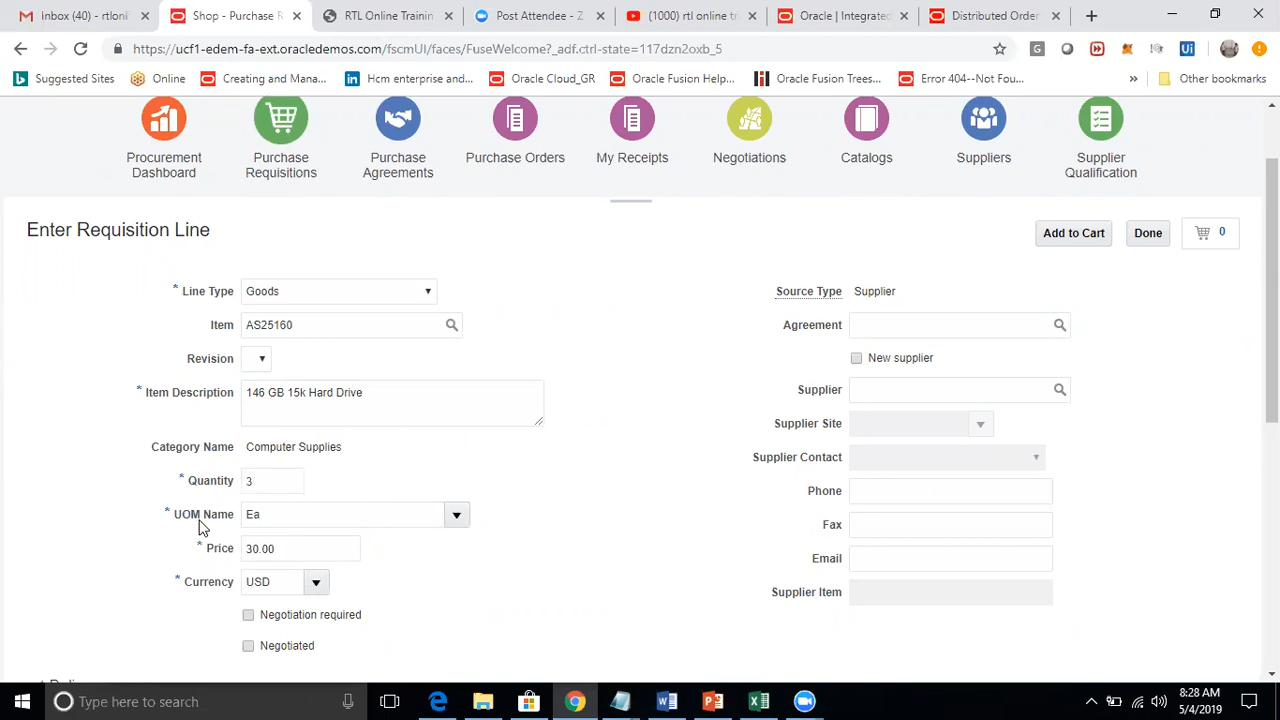 inbox (40) - rtlonif
Shop - Purchase R
RTL Online Trainin
Post Attendee - Z
(1000) rtl online tr
Oracle | Integrated
Distributed Order
https://ucf1-edem-fa-ext.oracledemos.com/fscmUI/faces/FuseWelcome?_adf.ctrl-state=117dzn2oxb_5
Suggested Sites
Online
Creating and Mana...
Hcm enterprise and...
Oracle Cloud_GR
Oracle Fusion Help...
Oracle Fusion Trees...
Error 404--Not Fou...
»
Other bookmarks
Procurement
Dashboard
Purchase
Requisitions
Purchase
Agreements
Purchase Orders
My Receipts
Negotiations
Catalogs
Suppliers
Supplier
Qualification
Enter Requisition Line
Add to Cart
Done
0
* Line Type Goods
Item AS25160
Revision
* Item Description 146 GB 15k Hard Drive
Category Name Computer Supplies
* Quantity 3
* UOM Name Ea
* Price 30.00
* Currency USD
Negotiation required
Negotiated
Source Type Supplier
Agreement
New supplier
Supplier
Supplier Site
Supplier Contact
Phone
Fax
Email
Supplier Item
Type here to search
8:28 AM
5/4/2019